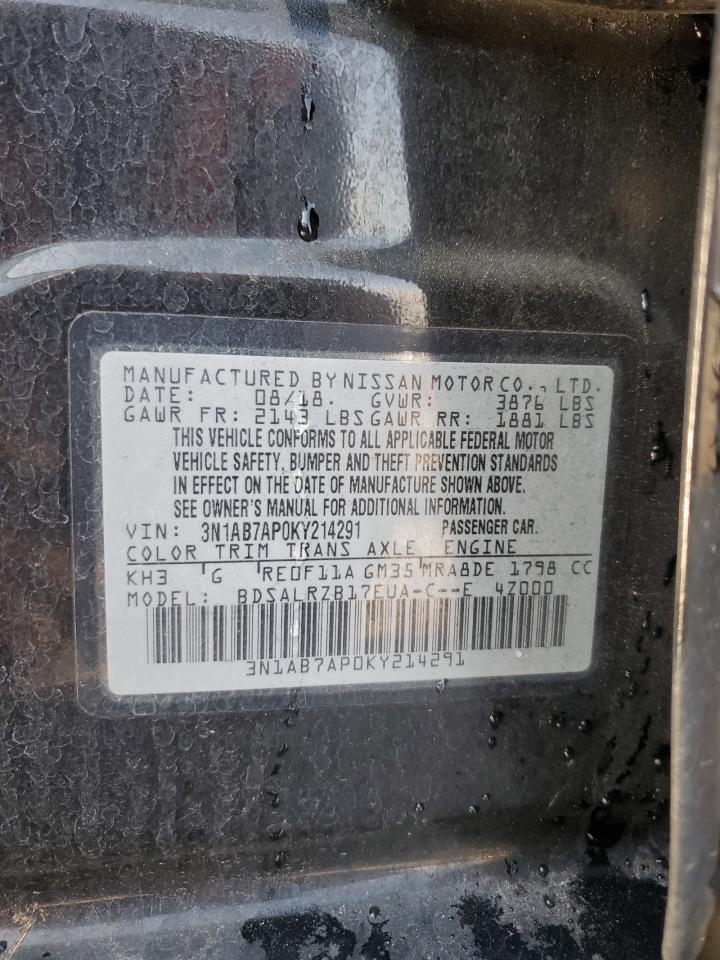 MANUFACTURED BY NISSAN MOTOR CO., LTD.
DATE: 08/18. GVWR: 3876 LBS
GAWR FR: 2143 LBS GAWR RR: 1881 LBS
THIS VEHICLE CONFORMS TO ALL APPLICABLE FEDERAL MOTOR
VEHICLE SAFETY, BUMPER AND THEFT PREVENTION STANDARDS
IN EFFECT ON THE DATE OF MANUFACTURE SHOWN ABOVE.
SEE OWNER'S MANUAL FOR ADDITIONAL INFORMATION.
VIN: 3N1AB7AP0KY214291 PASSENGER CAR.
COLOR TRIM TRANS AXLE ENGINE
KH3 G RE0F11A GM35 MRA8DE 1798 CC
MODEL: BDSALRZB17EUA-C--E 4Z000
3N1AB7AP0KY214291